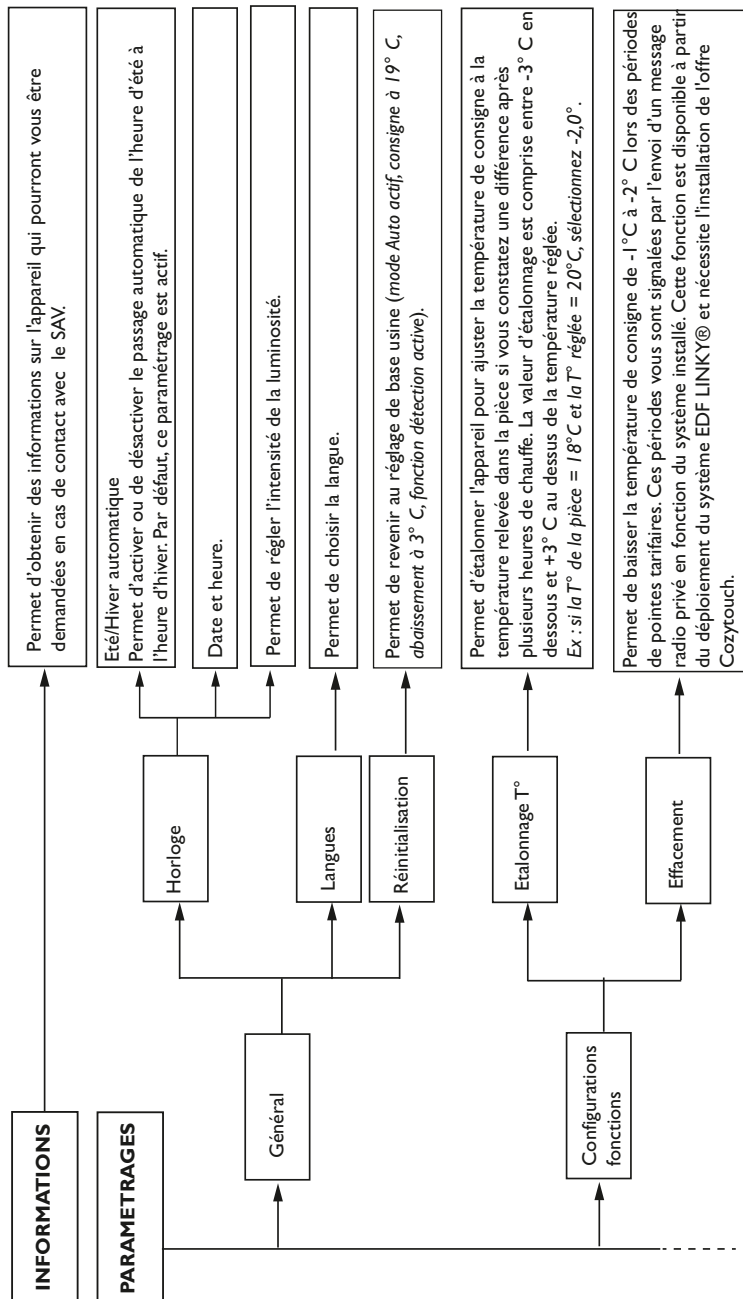 INFORMATIONS
Permet d'obtenir des informations sur l'appareil qui pourront vous être
demandées en cas de contact avec le SAV.
PARAMETRAGES
Général
Horloge
Eté/Hiver automatique
Permet d'activer ou de désactiver le passage automatique de l'heure d'été à
l'heure d'hiver. Par défaut, ce paramétrage est actif.
Date et heure.
Permet de régler l'intensité de la luminosité.
Langues
Permet de choisir la langue.
Réinitialisation
Permet de revenir au réglage de base usine (mode Auto actif, consigne à 19° C,
abaissement à 3° C, fonction détection active).
Configurations
fonctions
Etalonnage T°
Permet d'étalonner l'appareil pour ajuster la température de consigne à la
température relevée dans la pièce si vous constatez une différence après
plusieurs heures de chauffe. La valeur d'étalonnage est comprise entre -3° C en
dessous et +3° C au dessus de la température réglée.
Ex : si la T° de la pièce = 18°C et la T° réglée = 20°C, sélectionnez -2,0°.
Effacement
Permet de baisser la température de consigne de -1°C à -2° C lors des périodes
de pointes tarifaires. Ces périodes vous sont signalées par l'envoi d'un message
radio privé en fonction du système installé. Cette fonction est disponible à partir
du déploiement du système EDF LINKY® et nécessite l'installation de l'offre
Cozytouch.